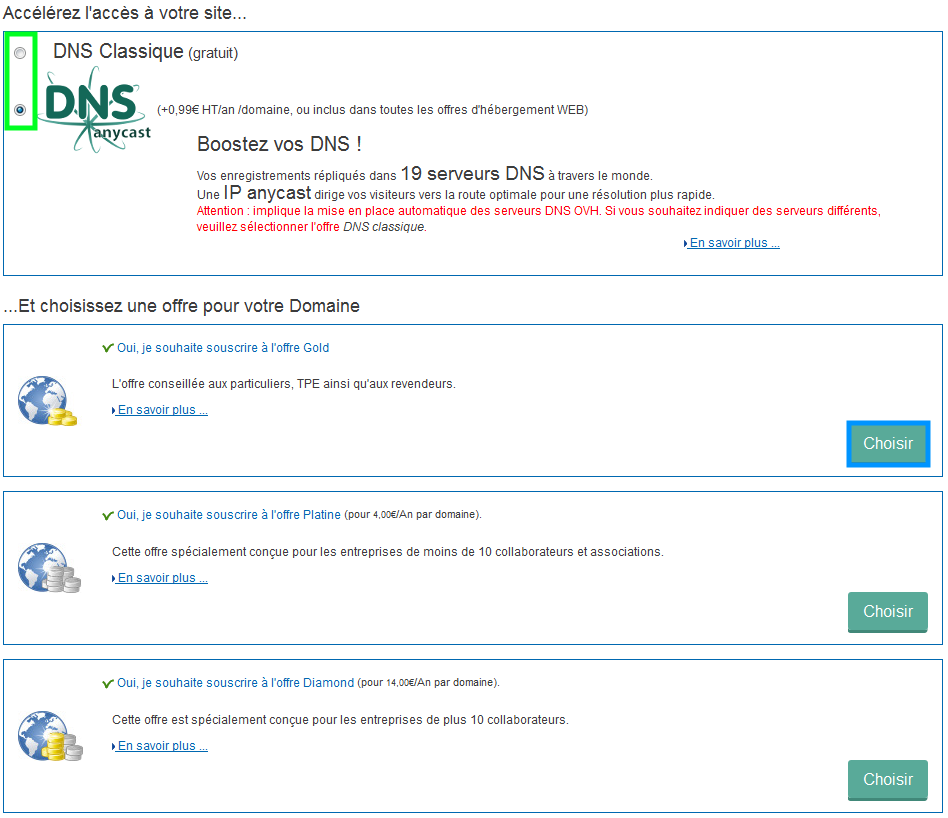 Accélérez l'accès à votre site...
DNS Classique (gratuit)
DNS
anycast
(+0,99€ HT/an /domaine, ou inclus dans toutes les offres d'hébergement WEB)
Boostez vos DNS !
Vos enregistrements répliqués dans 19 serveurs DNS à travers le monde.
Une IP anycast dirige vos visiteurs vers la route optimale pour une résolution plus rapide.
Attention : implique la mise en place automatique des serveurs DNS OVH. Si vous souhaitez indiquer des serveurs différents,
veuillez sélectionner l'offre DNS classique.
En savoir plus ...
...Et choisissez une offre pour votre Domaine
Oui, je souhaite souscrire à l'offre Gold
L'offre conseillée aux particuliers, TPE ainsi qu'aux revendeurs.
En savoir plus ...
Choisir
Oui, je souhaite souscrire à l'offre Platine (pour 4,00€/An par domaine).
Cette offre spécialement conçue pour les entreprises de moins de 10 collaborateurs et associations.
En savoir plus ...
Choisir
Oui, je souhaite souscrire à l'offre Diamond (pour 14,00€/An par domaine).
Cette offre est spécialement conçue pour les entreprises de plus 10 collaborateurs.
En savoir plus ...
Choisir